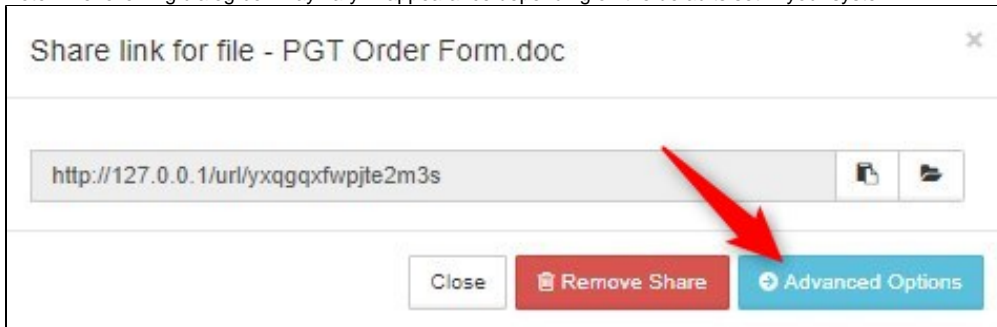 Share link for file - PGT Order Form.doc
×
http://127.0.0.1/url/yxqgqxfwpjte2m3s
Close Remove Share Advanced Options